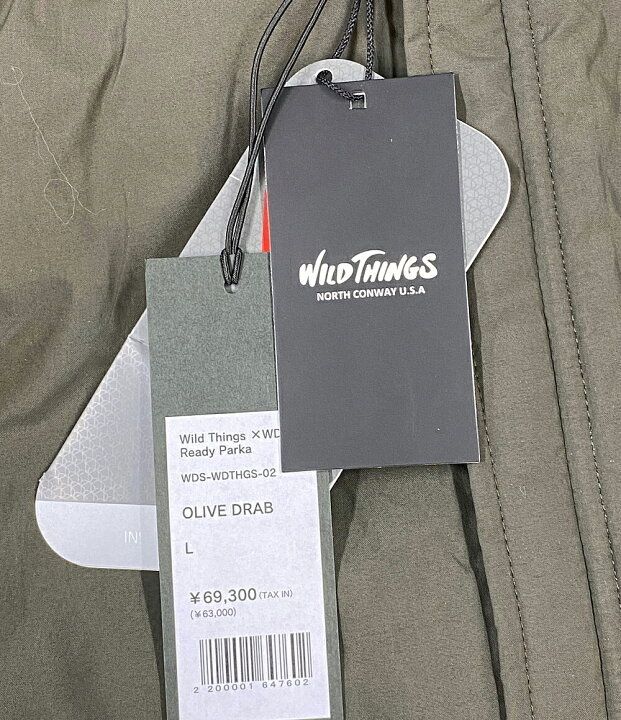 WILD THINGS
NORTH CONWAY U.S.A
Wild Things ×WD
Ready Parka
WDS-WDTHGS-02
OLIVE DRAB
L
¥69,300 (TAX IN)
(¥63,000)
2 200001 647602
IN